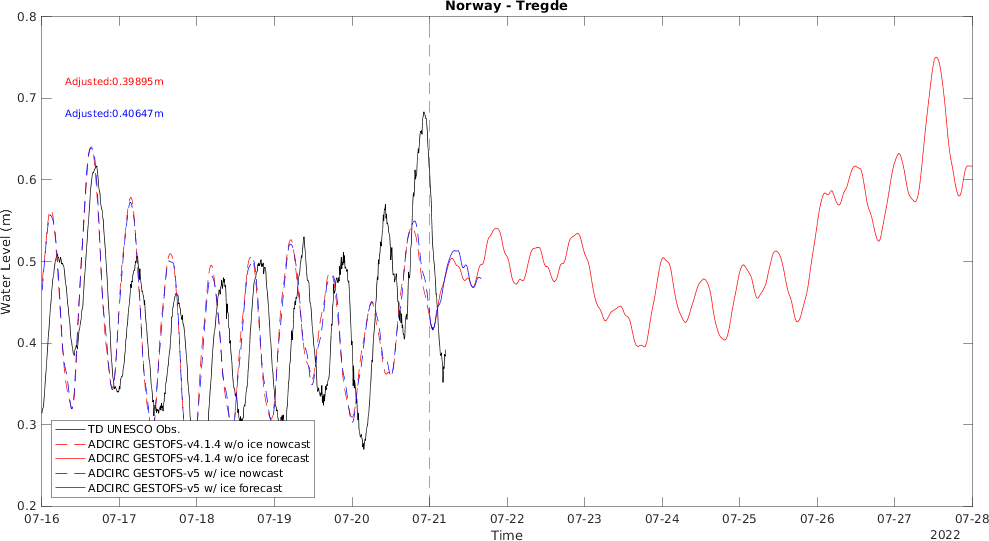 Norway - Tregde
0.8
0.7
0.6
0.5
0.4
0.3
0.2
Water Level (m)
Adjusted:0.39895m
Adjusted:0.40647m
TD UNESCO Obs.
ADCIRC GESTOFS-v4.1.4 w/o ice nowcast
ADCIRC GESTOFS-v4.1.4 w/o ice forecast
ADCIRC GESTOFS-v5 w/ ice nowcast
ADCIRC GESTOFS-v5 w/ ice forecast
07-16 07-17 07-18 07-19 07-20 07-21 07-22 07-23 07-24 07-25 07-26 07-27 07-28
Time
2022